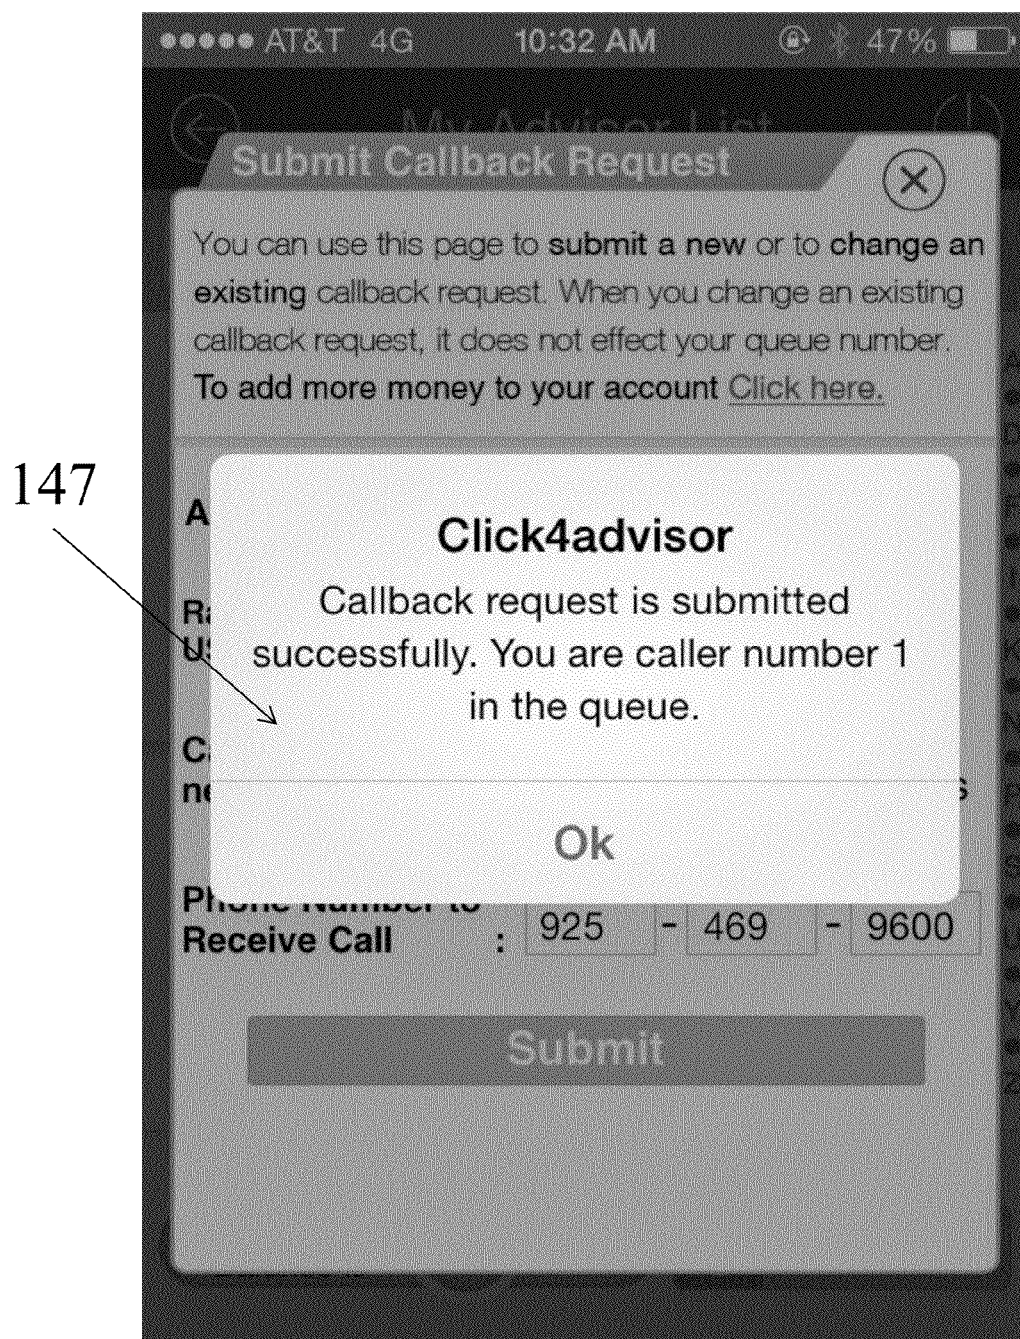 AT&T 4G 10:32 AM 47%
My Advisor List
Submit Callback Request
You can use this page to submit a new or to change an
existing callback request. When you change an existing
callback request, it does not effect your queue number.
To add more money to your account Click here.
147
Click4advisor
Callback request is submitted
successfully. You are caller number 1
in the queue.
Ok
Phone Number to
Receive Call : 925 - 469 - 9600
Submit